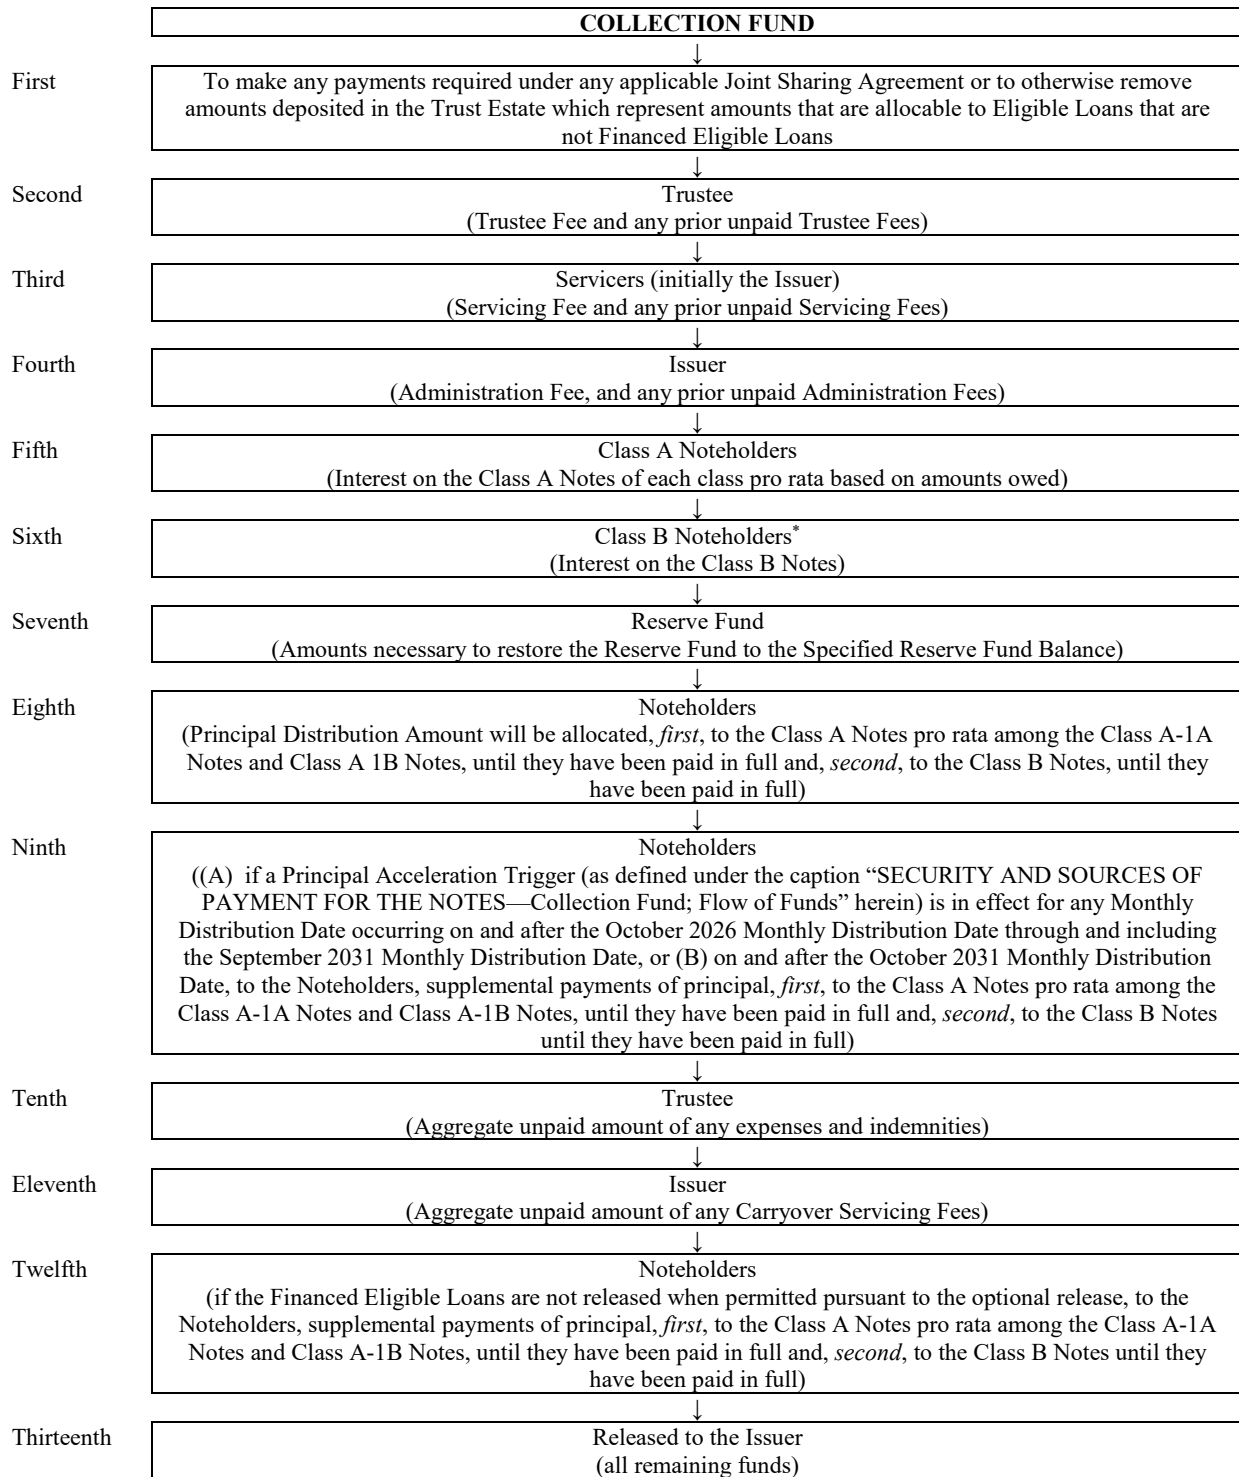 COLLECTION FUND
↓
First
To make any payments required under any applicable Joint Sharing Agreement or to otherwise remove
amounts deposited in the Trust Estate which represent amounts that are allocable to Eligible Loans that are
not Financed Eligible Loans
↓
Second
Trustee
(Trustee Fee and any prior unpaid Trustee Fees)
↓
Third
Servicers (initially the Issuer)
(Servicing Fee and any prior unpaid Servicing Fees)
↓
Fourth
Issuer
(Administration Fee, and any prior unpaid Administration Fees)
↓
Fifth
Class A Noteholders
(Interest on the Class A Notes of each class pro rata based on amounts owed)
↓
Sixth
Class B Noteholders*
(Interest on the Class B Notes)
↓
Seventh
Reserve Fund
(Amounts necessary to restore the Reserve Fund to the Specified Reserve Fund Balance)
↓
Eighth
Noteholders
(Principal Distribution Amount will be allocated, first, to the Class A Notes pro rata among the Class A-1A
Notes and Class A 1B Notes, until they have been paid in full and, second, to the Class B Notes, until they
have been paid in full)
↓
Ninth
Noteholders
((A) if a Principal Acceleration Trigger (as defined under the caption “SECURITY AND SOURCES OF
PAYMENT FOR THE NOTES—Collection Fund; Flow of Funds” herein) is in effect for any Monthly
Distribution Date occurring on and after the October 2026 Monthly Distribution Date through and including
the September 2031 Monthly Distribution Date, or (B) on and after the October 2031 Monthly Distribution
Date, to the Noteholders, supplemental payments of principal, first, to the Class A Notes pro rata among the
Class A-1A Notes and Class A-1B Notes, until they have been paid in full and, second, to the Class B Notes
until they have been paid in full)
↓
Tenth
Trustee
(Aggregate unpaid amount of any expenses and indemnities)
↓
Eleventh
Issuer
(Aggregate unpaid amount of any Carryover Servicing Fees)
↓
Twelfth
Noteholders
(if the Financed Eligible Loans are not released when permitted pursuant to the optional release, to the
Noteholders, supplemental payments of principal, first, to the Class A Notes pro rata among the Class A-1A
Notes and Class A-1B Notes, until they have been paid in full and, second, to the Class B Notes until they
have been paid in full)
↓
Thirteenth
Released to the Issuer
(all remaining funds)